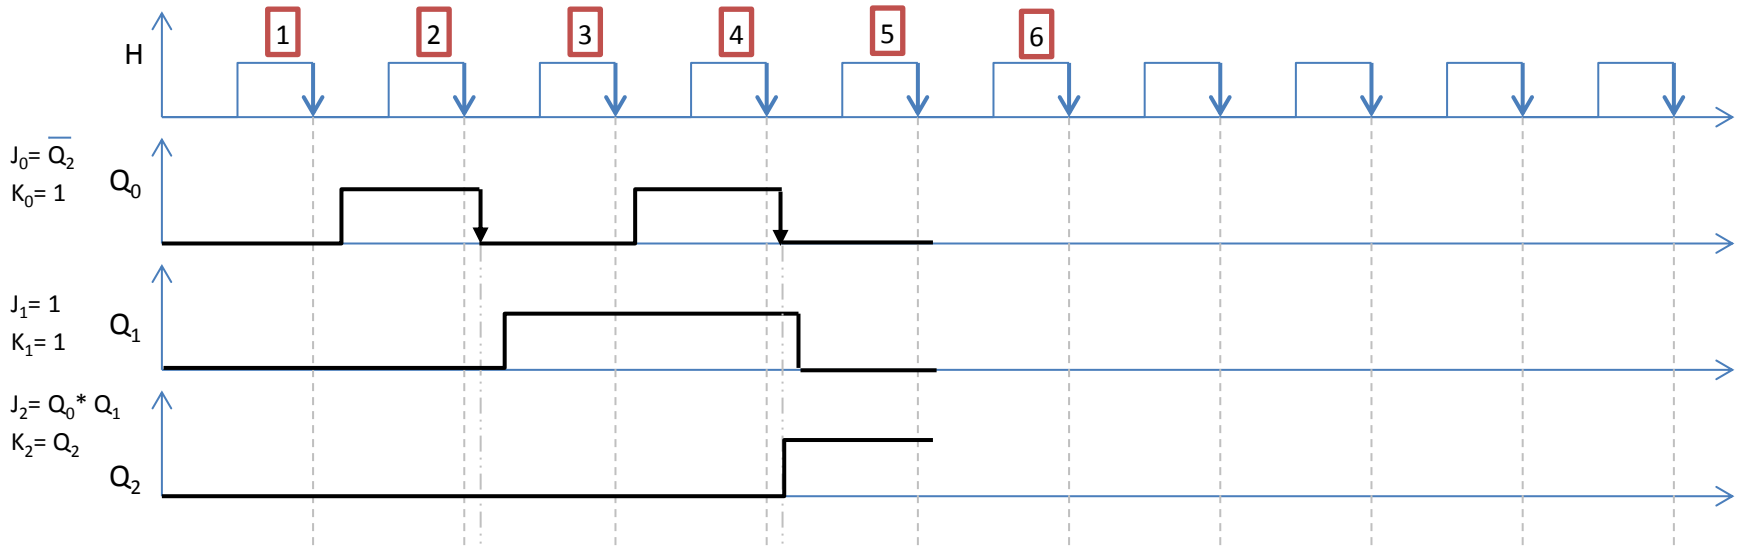 1 2 3 4 5 6
H
J₀= Q̅₂
K₀= 1
Q₀
J₁= 1
K₁= 1
Q₁
J₂= Q₀* Q₁
K₂= Q₂
Q₂